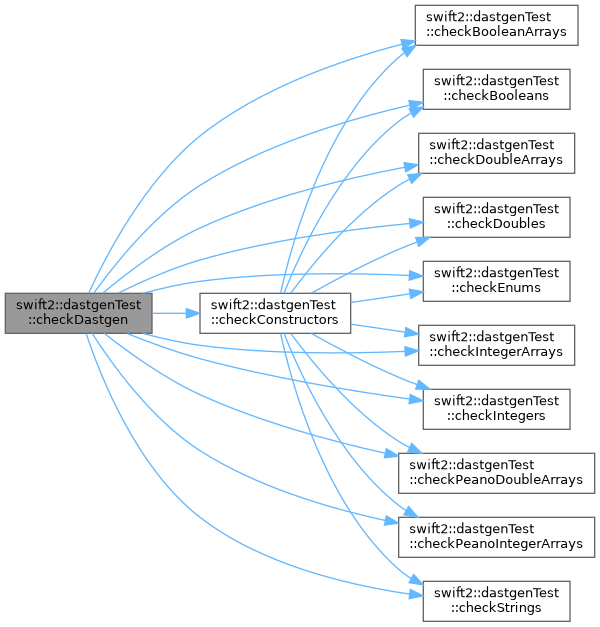 swift2::dastgenTest
::checkDastgen
swift2::dastgenTest
::checkConstructors
swift2::dastgenTest
::checkBooleanArrays
swift2::dastgenTest
::checkBooleans
swift2::dastgenTest
::checkDoubleArrays
swift2::dastgenTest
::checkDoubles
swift2::dastgenTest
::checkEnums
swift2::dastgenTest
::checkIntegerArrays
swift2::dastgenTest
::checkIntegers
swift2::dastgenTest
::checkPeanoDoubleArrays
swift2::dastgenTest
::checkPeanoIntegerArrays
swift2::dastgenTest
::checkStrings